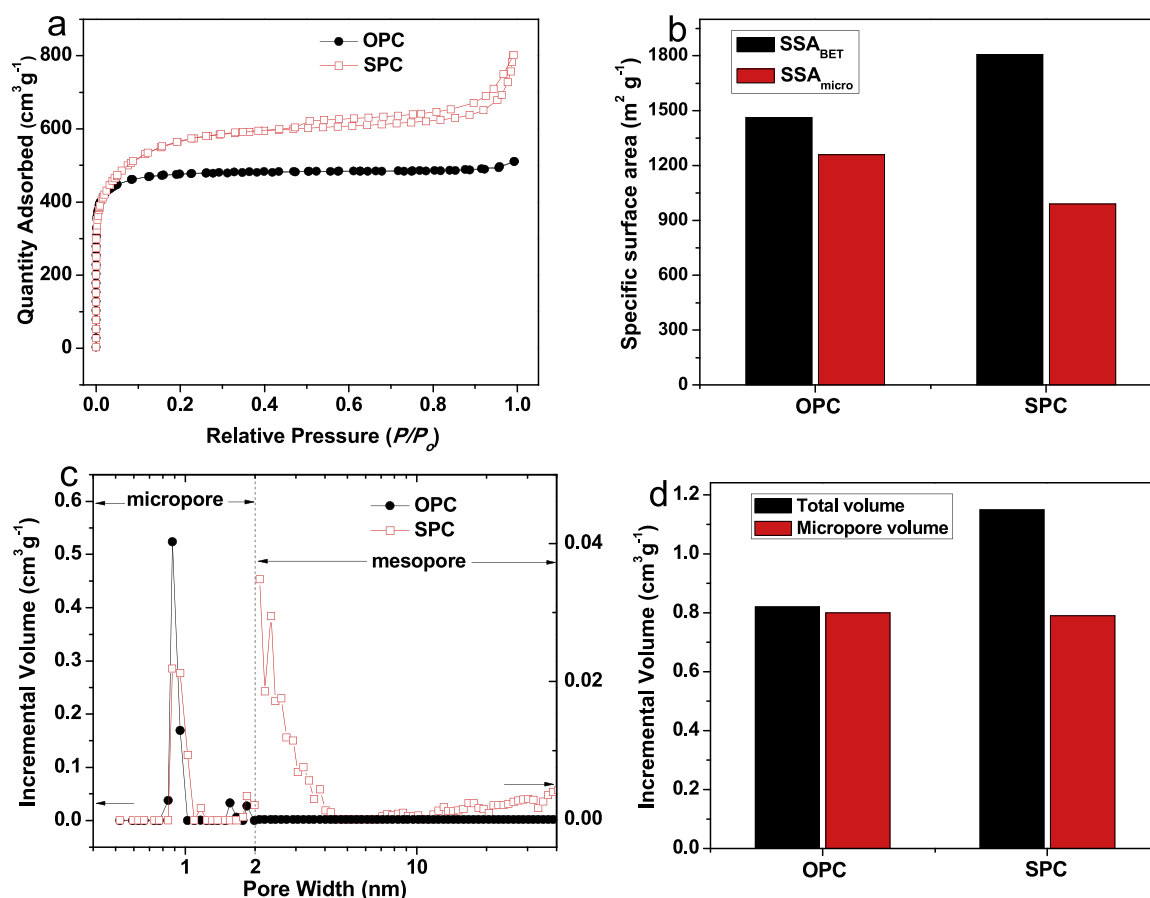 a
OPC
SPC
Quantity Adsorbed (cm³g⁻¹)
800
600
400
200
0
0.0 0.2 0.4 0.6 0.8 1.0
Relative Pressure (P/Pₒ)
b
SSA_BET
SSA_micro
Specific surface area (m² g⁻¹)
1800
1500
1200
900
600
300
0
OPC SPC
c
micropore
OPC
SPC
mesopore
Incremental Volume (cm³g⁻¹)
0.6
0.5
0.4
0.3
0.2
0.1
0.0
0.04
0.02
0.00
1 2 10
Pore Width (nm)
d
Total volume
Micropore volume
Incremental Volume (cm³g⁻¹)
1.2
1.0
0.8
0.6
0.4
0.2
0.0
OPC SPC